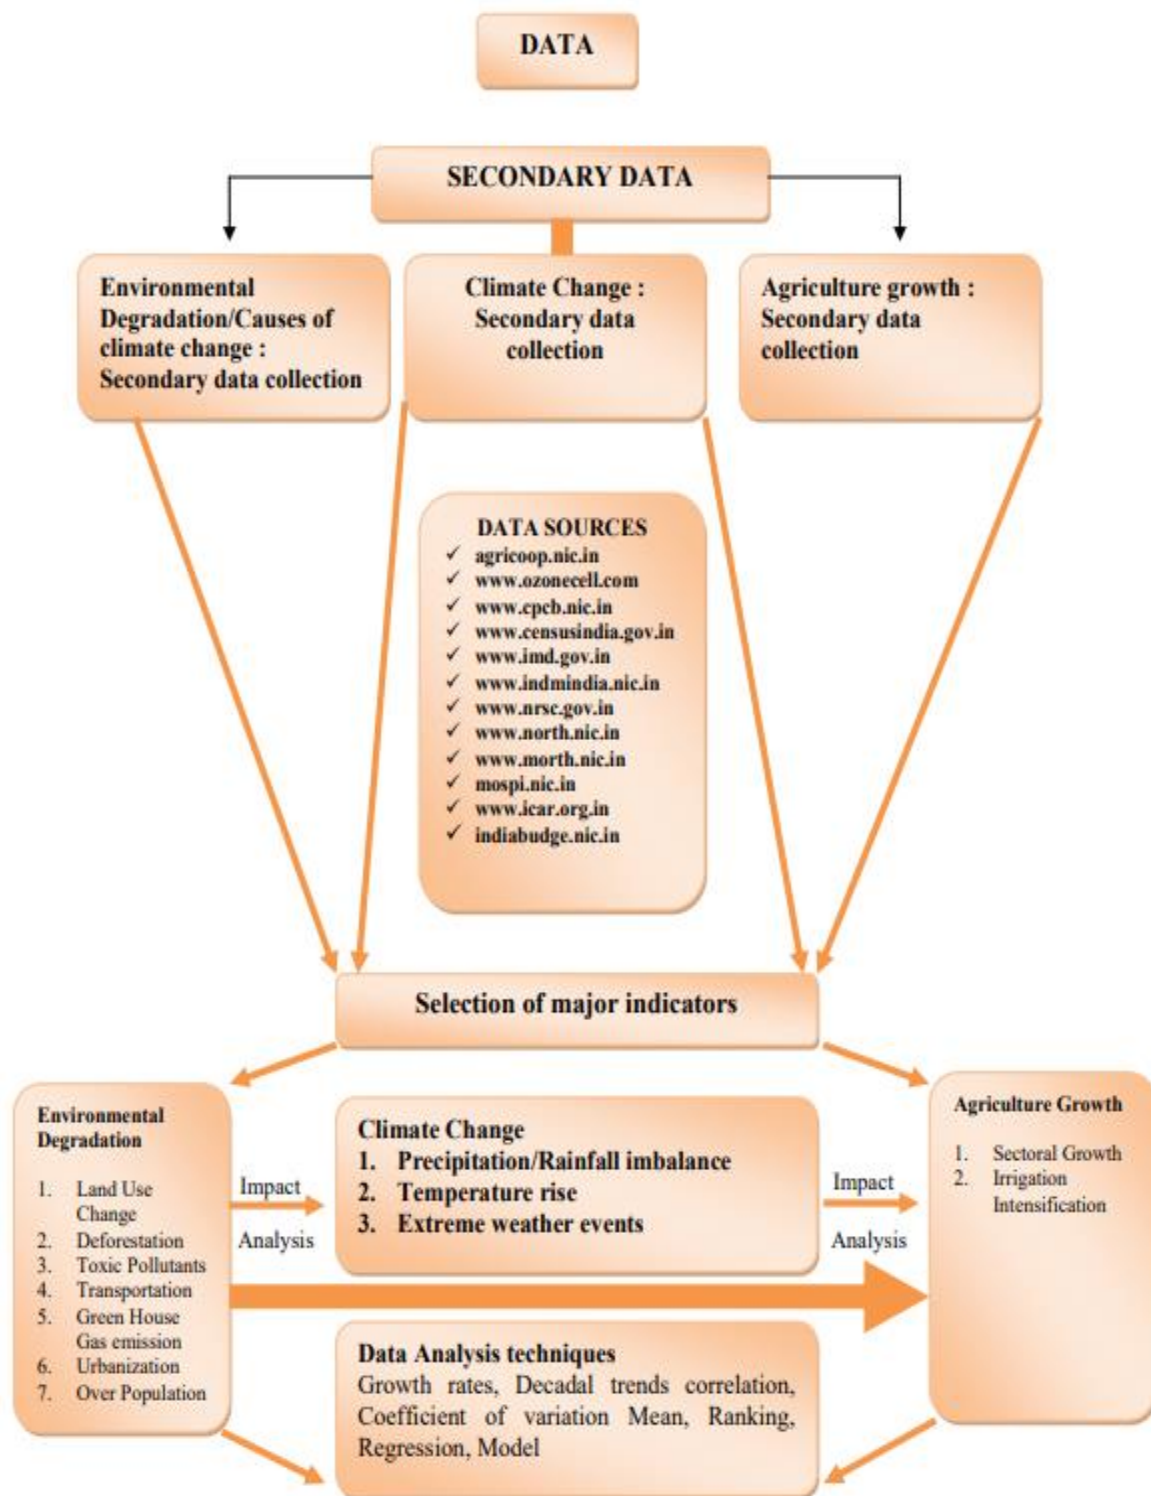 DATA
SECONDARY DATA
Environmental
Degradation/Causes of
climate change :
Secondary data collection
Climate Change :
Secondary data
collection
Agriculture growth :
Secondary data
collection
DATA SOURCES
✓ agricoop.nic.in
✓ www.ozonecell.com
✓ www.cpcb.nic.in
✓ www.censusindia.gov.in
✓ www.imd.gov.in
✓ www.indmindia.nic.in
✓ www.nrsc.gov.in
✓ www.north.nic.in
✓ www.morth.nic.in
✓ mospi.nic.in
✓ www.icar.org.in
✓ indiabudge.nic.in
Selection of major indicators
Environmental
Degradation
1. Land Use
Change
2. Deforestation
3. Toxic Pollutants
4. Transportation
5. Green House
Gas emission
6. Urbanization
7. Over Population
Impact
Analysis
Climate Change
1. Precipitation/Rainfall imbalance
2. Temperature rise
3. Extreme weather events
Impact
Analysis
Agriculture Growth
1. Sectoral Growth
2. Irrigation
Intensification
Data Analysis techniques
Growth rates, Decadal trends correlation,
Coefficient of variation Mean, Ranking,
Regression, Model